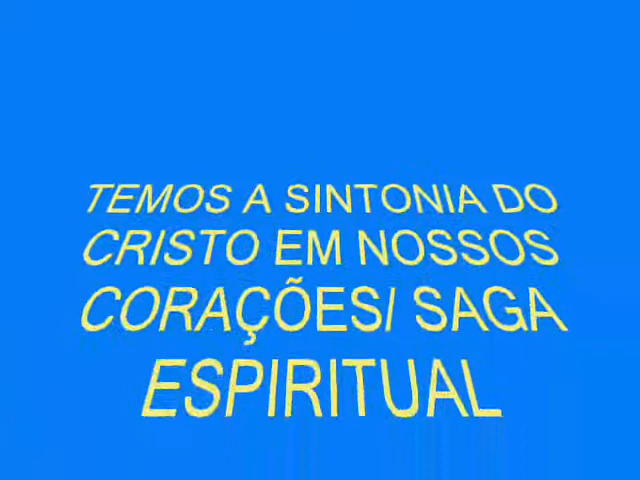 TEMOS A SINTONIA DO
CRISTO EM NOSSOS
CORAÇÕES/ SAGA
ESPIRITUAL